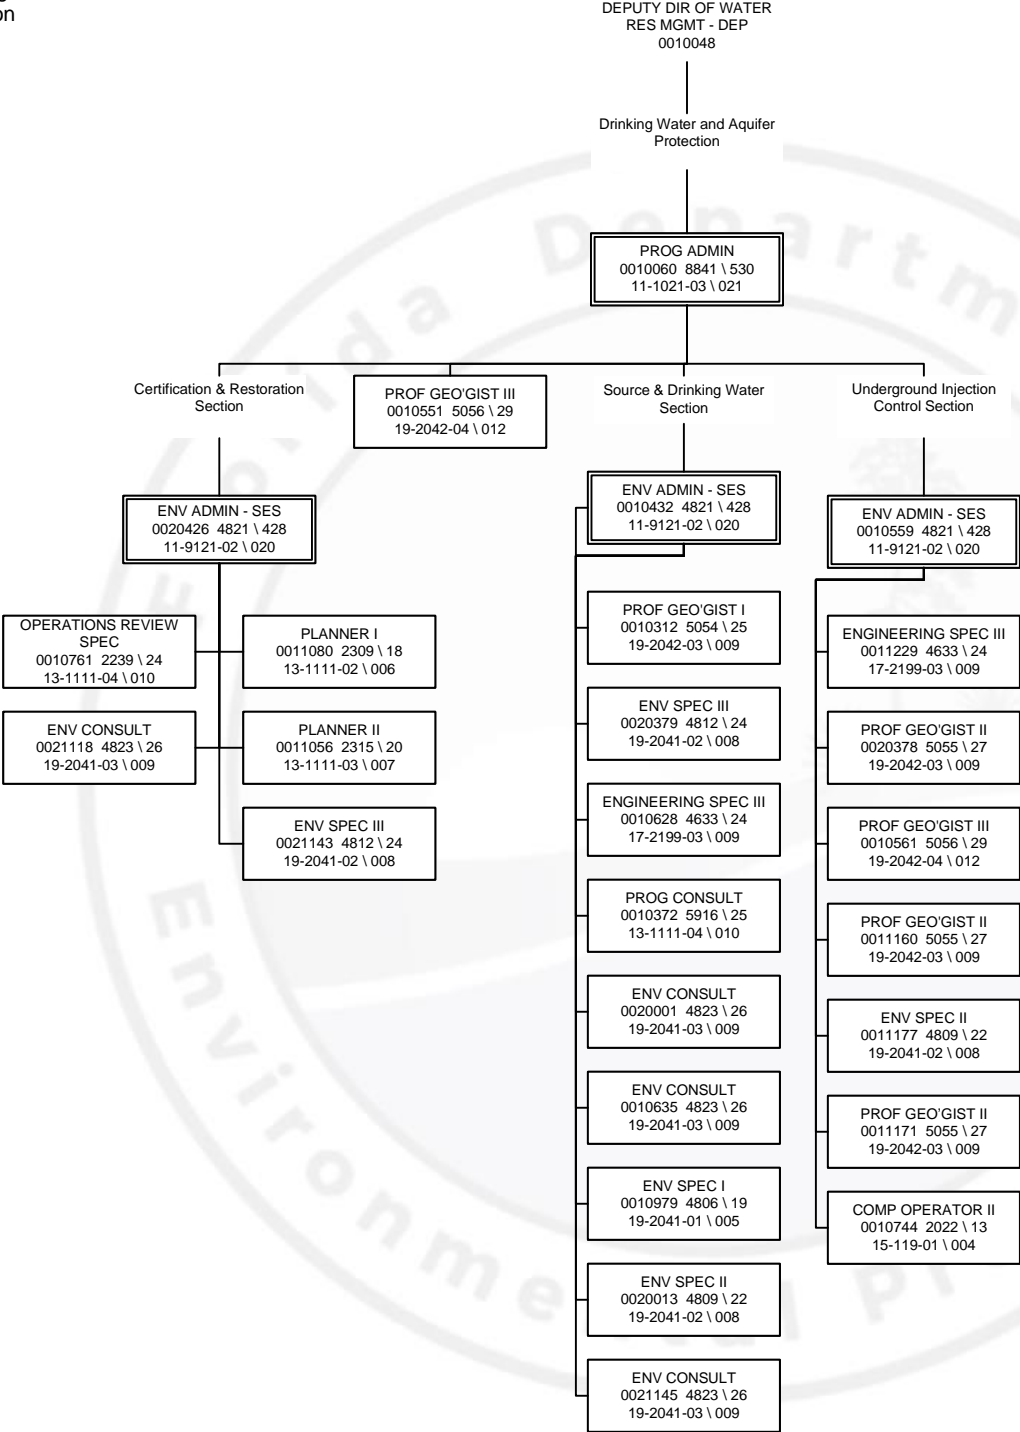 on
DEPUTY DIR OF WATER
RES MGMT - DEP
0010048
Drinking Water and Aquifer
Protection
PROG ADMIN
0010060 8841 \ 530
11-1021-03 \ 021
Certification & Restoration
Section
PROF GEO'GIST III
0010551 5056 \ 29
19-2042-04 \ 012
Source & Drinking Water
Section
Underground Injection
Control Section
ENV ADMIN - SES
0020426 4821 \ 428
11-9121-02 \ 020
OPERATIONS REVIEW
SPEC
0010761 2239 \ 24
13-1111-04 \ 010
PLANNER I
0011080 2309 \ 18
13-1111-02 \ 006
ENV CONSULT
0021118 4823 \ 26
19-2041-03 \ 009
PLANNER II
0011056 2315 \ 20
13-1111-03 \ 007
ENV SPEC III
0021143 4812 \ 24
19-2041-02 \ 008
ENV ADMIN - SES
0010432 4821 \ 428
11-9121-02 \ 020
PROF GEO'GIST I
0010312 5054 \ 25
19-2042-03 \ 009
ENV SPEC III
0020379 4812 \ 24
19-2041-02 \ 008
ENGINEERING SPEC III
0010628 4633 \ 24
17-2199-03 \ 009
PROG CONSULT
0010372 5916 \ 25
13-1111-04 \ 010
ENV CONSULT
0020001 4823 \ 26
19-2041-03 \ 009
ENV CONSULT
0010635 4823 \ 26
19-2041-03 \ 009
ENV SPEC I
0010979 4806 \ 19
19-2041-01 \ 005
ENV SPEC II
0020013 4809 \ 22
19-2041-02 \ 008
ENV CONSULT
0021145 4823 \ 26
19-2041-03 \ 009
ENV ADMIN - SES
0010559 4821 \ 428
11-9121-02 \ 020
ENGINEERING SPEC III
0011229 4633 \ 24
17-2199-03 \ 009
PROF GEO'GIST II
0020378 5055 \ 27
19-2042-03 \ 009
PROF GEO'GIST III
0010561 5056 \ 29
19-2042-04 \ 012
PROF GEO'GIST II
0011160 5055 \ 27
19-2042-03 \ 009
ENV SPEC II
0011177 4809 \ 22
19-2041-02 \ 008
PROF GEO'GIST II
0011171 5055 \ 27
19-2042-03 \ 009
COMP OPERATOR II
0010744 2022 \ 13
15-119-01 \ 004